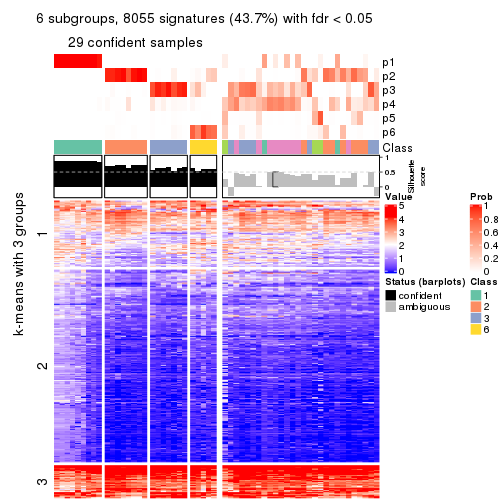 6 subgroups, 8055 signatures (43.7%) with fdr < 0.05
29 confident samples
p1
p2
p3
p4
p5
p6
Class
1
0.5
0
Silhouette
score
k-means with 3 groups
1
2
3
Value
5
4
3
2
1
0
Prob
1
0.8
0.6
0.4
0.2
0
Status (barplots)
confident
ambiguous
Class
1
2
3
6